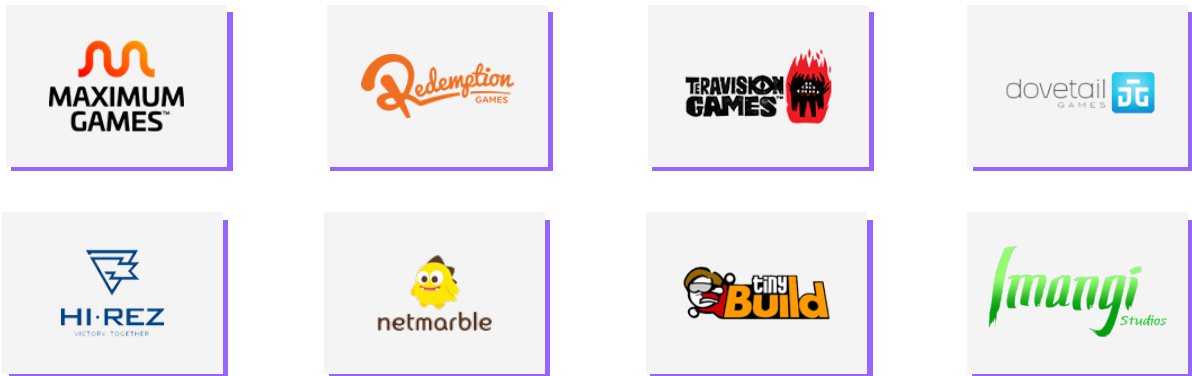 MAXIMUM
GAMES™
Redemption
GAMES
TERAVISION
GAMES™
dovetail
GAMES
HI·REZ
VICTORY. TOGETHER.
netmarble
tiny
Build
Imangi
Studios